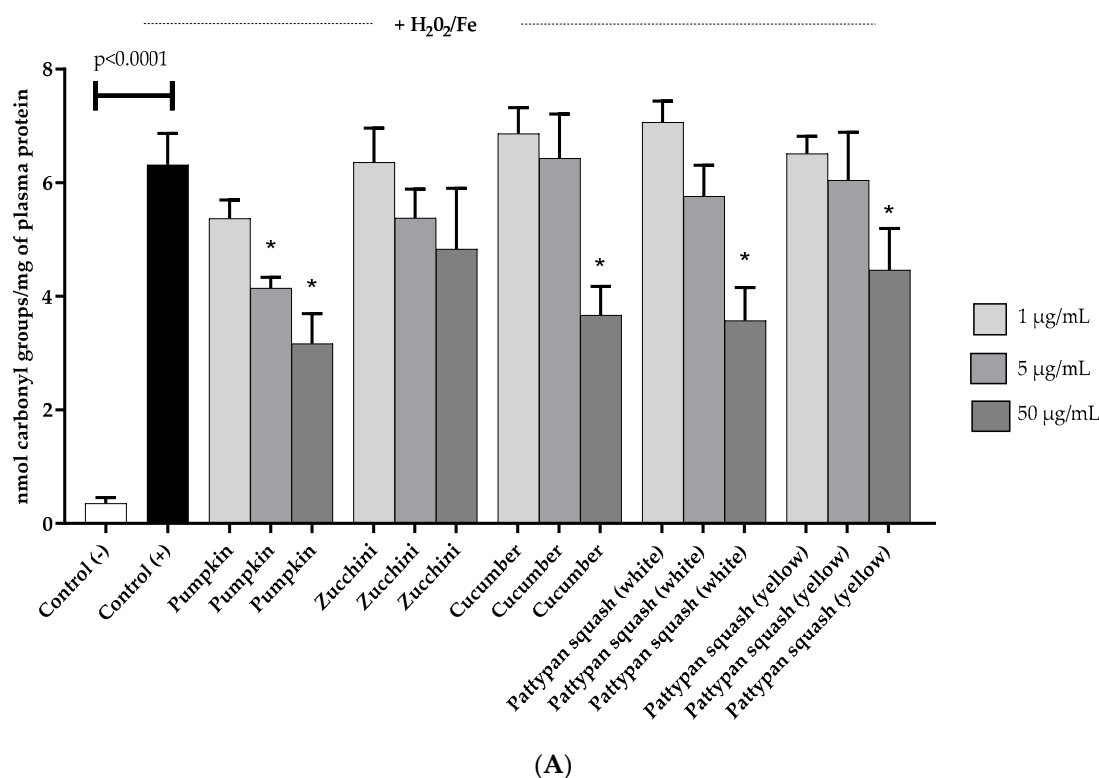 + H₂0₂/Fe
p<0.0001
nmol carbonyl groups/mg of plasma protein
8
6
4
2
0
*
*
*
*
*
1 µg/mL
5 µg/mL
50 µg/mL
Control (-)
Control (+)
Pumpkin
Pumpkin
Pumpkin
Zucchini
Zucchini
Zucchini
Cucumber
Cucumber
Cucumber
Pattypan squash (white)
Pattypan squash (white)
Pattypan squash (white)
Pattypan squash (yellow)
Pattypan squash (yellow)
Pattypan squash (yellow)
(A)